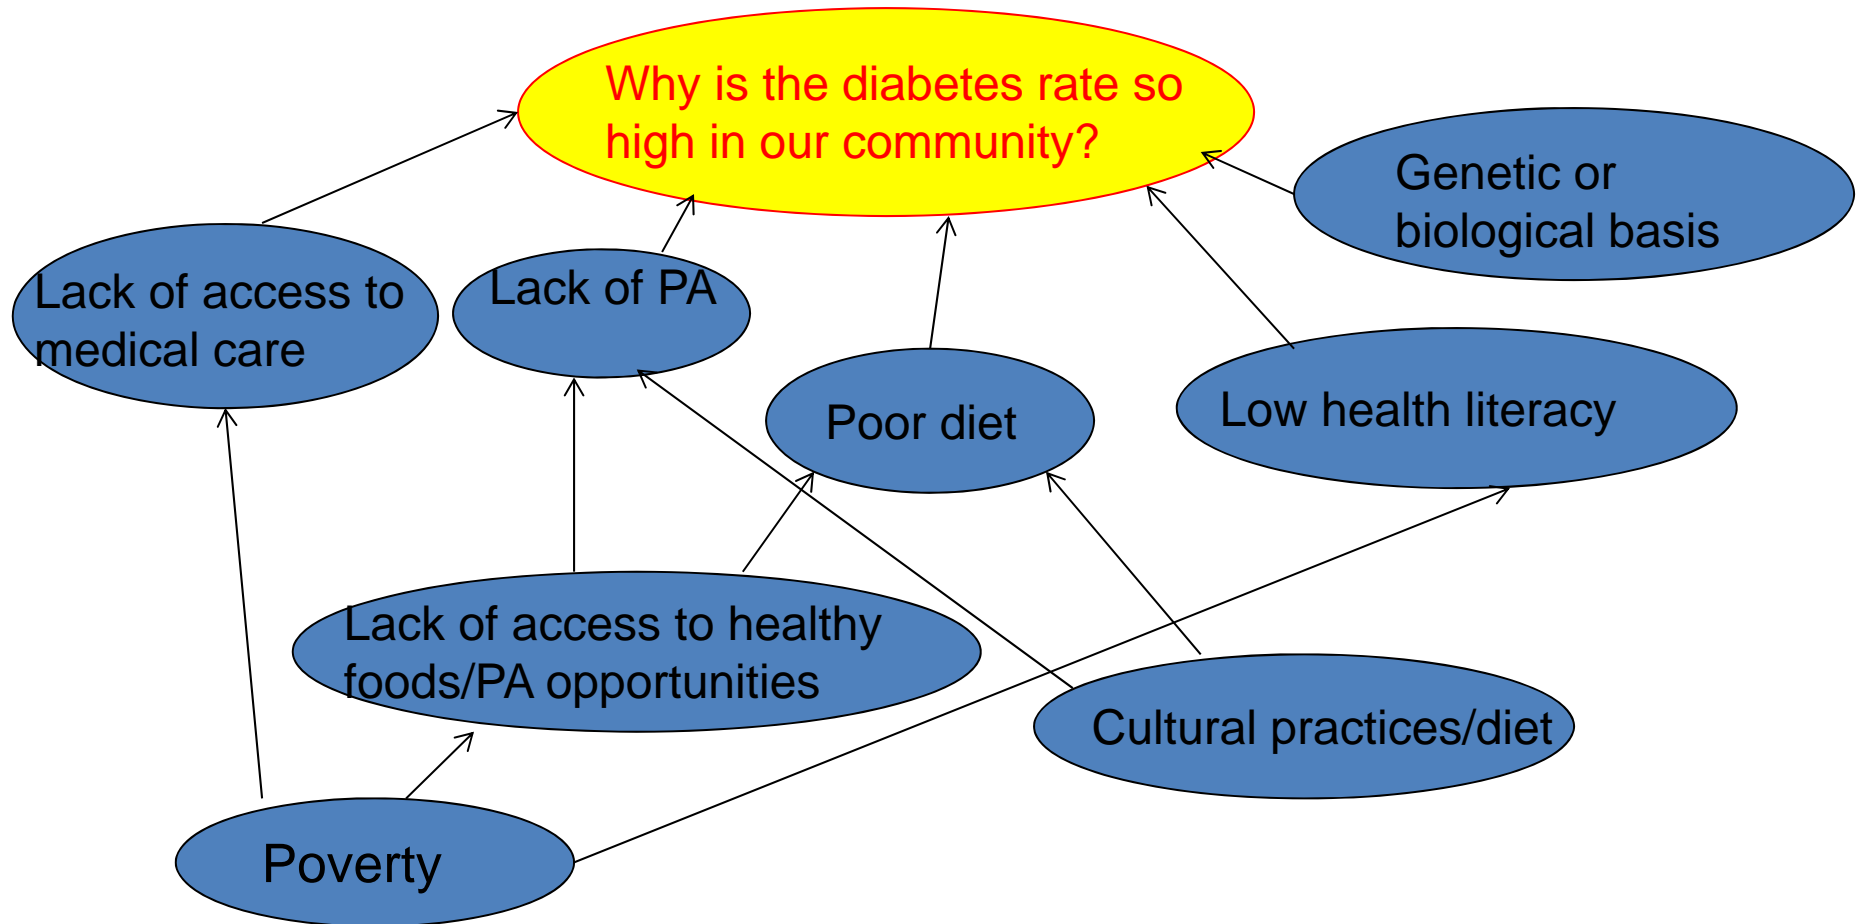 Why is the diabetes rate so
high in our community?
Genetic or
biological basis
Lack of access to
medical care
Lack of PA
Poor diet
Low health literacy
Lack of access to healthy
foods/PA opportunities
Cultural practices/diet
Poverty